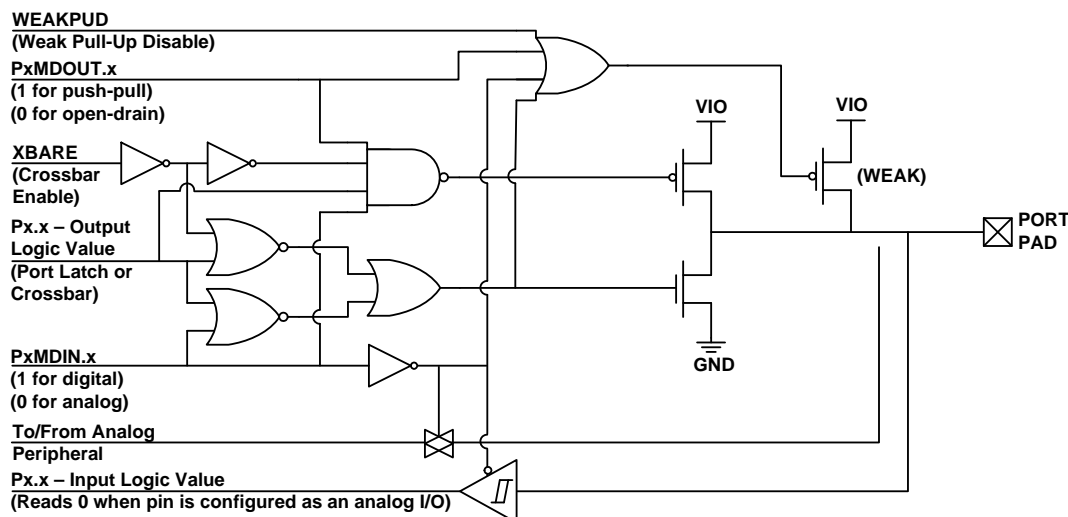 WEAKPUD
(Weak Pull-Up Disable)
PxMDOUT.x
(1 for push-pull)
(0 for open-drain)
XBARE
(Crossbar
Enable)
Px.x – Output
Logic Value
(Port Latch or
Crossbar)
PxMDIN.x
(1 for digital)
(0 for analog)
To/From Analog
Peripheral
Px.x – Input Logic Value
(Reads 0 when pin is configured as an analog I/O)
VIO
VIO
(WEAK)
PORT
PAD
GND